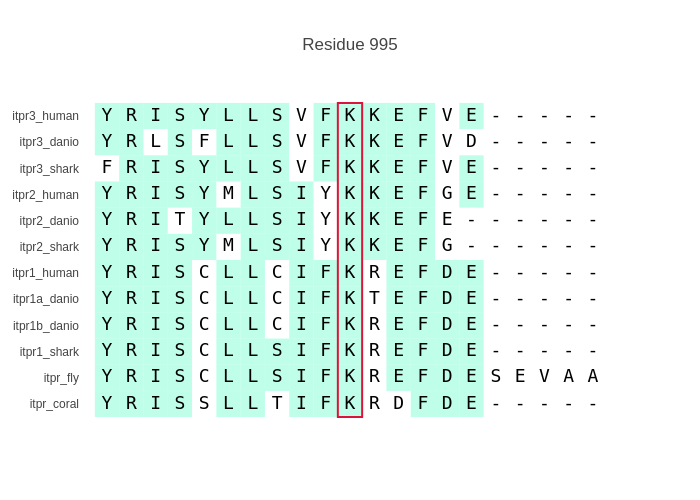 Residue 995
itpr3_human Y R I S Y L L S V F K K E F V E - - - - -
itpr3_danio Y R L S F L L S V F K K E F V D - - - - -
itpr3_shark F R I S Y L L S V F K K E F V E - - - - -
itpr2_human Y R I S Y M L S I Y K K E F G E - - - - -
itpr2_danio Y R I T Y L L S I Y K K E F E - - - - - -
itpr2_shark Y R I S Y M L S I Y K K E F G - - - - - -
itpr1_human Y R I S C L L C I F K R E F D E - - - - -
itpr1a_danio Y R I S C L L C I F K T E F D E - - - - -
itpr1b_danio Y R I S C L L C I F K R E F D E - - - - -
itpr1_shark Y R I S C L L S I F K R E F D E - - - - -
itpr_fly Y R I S C L L S I F K R E F D E S E V A A
itpr_coral Y R I S S L L T I F K R D F D E - - - - -